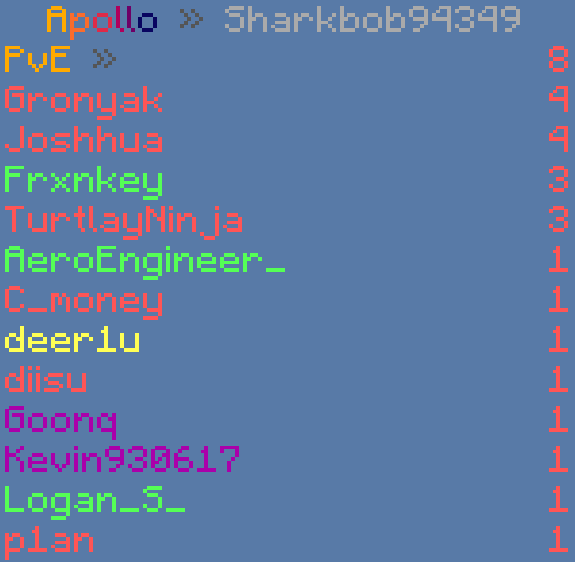 Apollo » Sharkbob94349
PvE » 8
Gronyak 4
Joshhua 4
Frxnkey 3
TurtlayNinja 3
AeroEngineer_ 1
C_money 1
deer1u 1
diisu 1
Goonq 1
Kevin930617 1
Logan_S_ 1
p1an 1